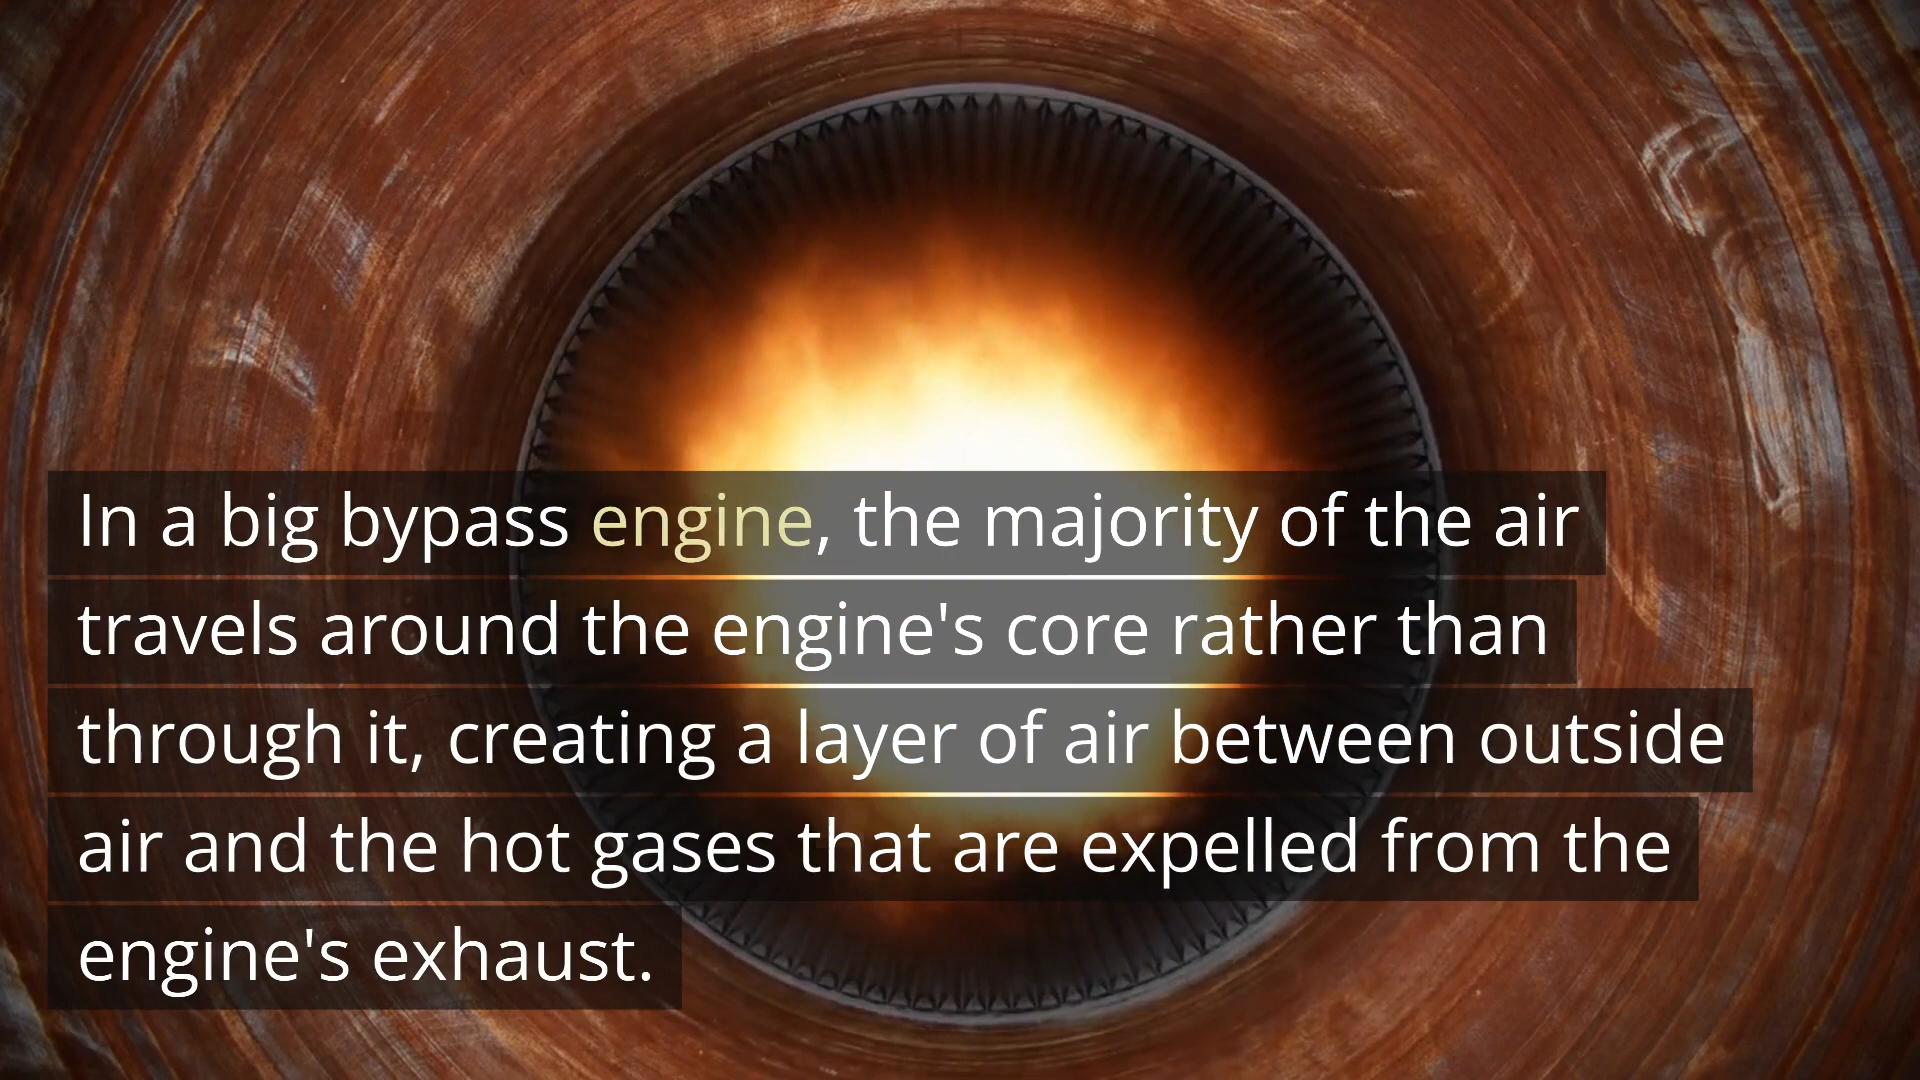 In a big bypass engine, the majority of the air
travels around the engine's core rather than
through it, creating a layer of air between outside
air and the hot gases that are expelled from the
engine's exhaust.